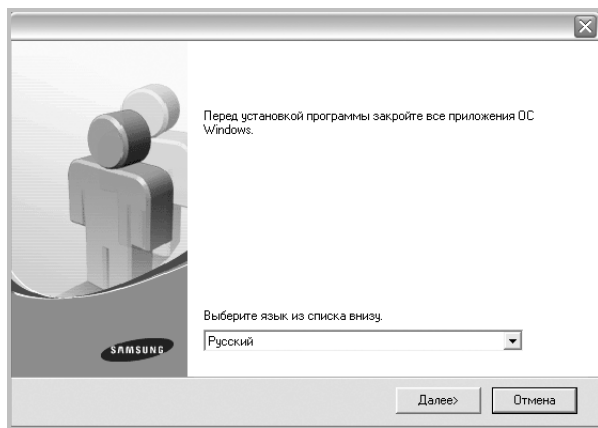 Перед установкой программы закройте все приложения ОС
Windows.
Выберите язык из списка внизу.
Русский
SAMSUNG
Далее>
Отмена